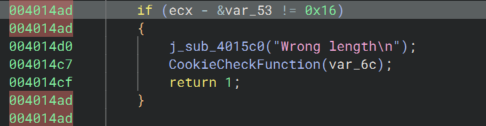 004014ad if (ecx - &var_53 != 0x16)
004014ad {
004014d0 j_sub_4015c0("Wrong length\n");
004014c7 CookieCheckFunction(var_6c);
004014cf return 1;
004014ad }
004014ad